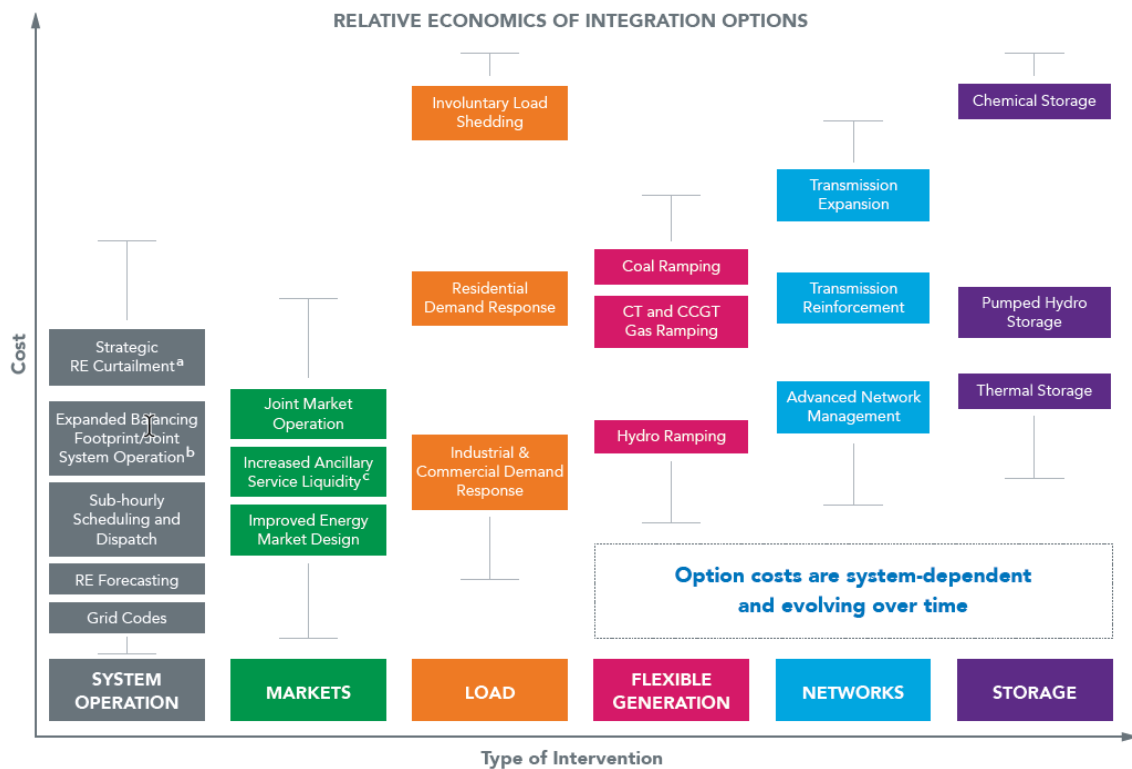 RELATIVE ECONOMICS OF INTEGRATION OPTIONS
Cost
Strategic
RE Curtailmentᵃ
Expanded Balancing
Footprint/Joint
System Operationᵇ
Sub-hourly
Scheduling and
Dispatch
RE Forecasting
Grid Codes
SYSTEM
OPERATION
Joint Market
Operation
Increased Ancillary
Service Liquidityᶜ
Improved Energy
Market Design
MARKETS
Involuntary Load
Shedding
Residential
Demand Response
Industrial &
Commercial Demand
Response
LOAD
Coal Ramping
CT and CCGT
Gas Ramping
Hydro Ramping
FLEXIBLE
GENERATION
Transmission
Expansion
Transmission
Reinforcement
Advanced Network
Management
NETWORKS
Chemical Storage
Pumped Hydro
Storage
Thermal Storage
STORAGE
Option costs are system-dependent
and evolving over time
Type of Intervention